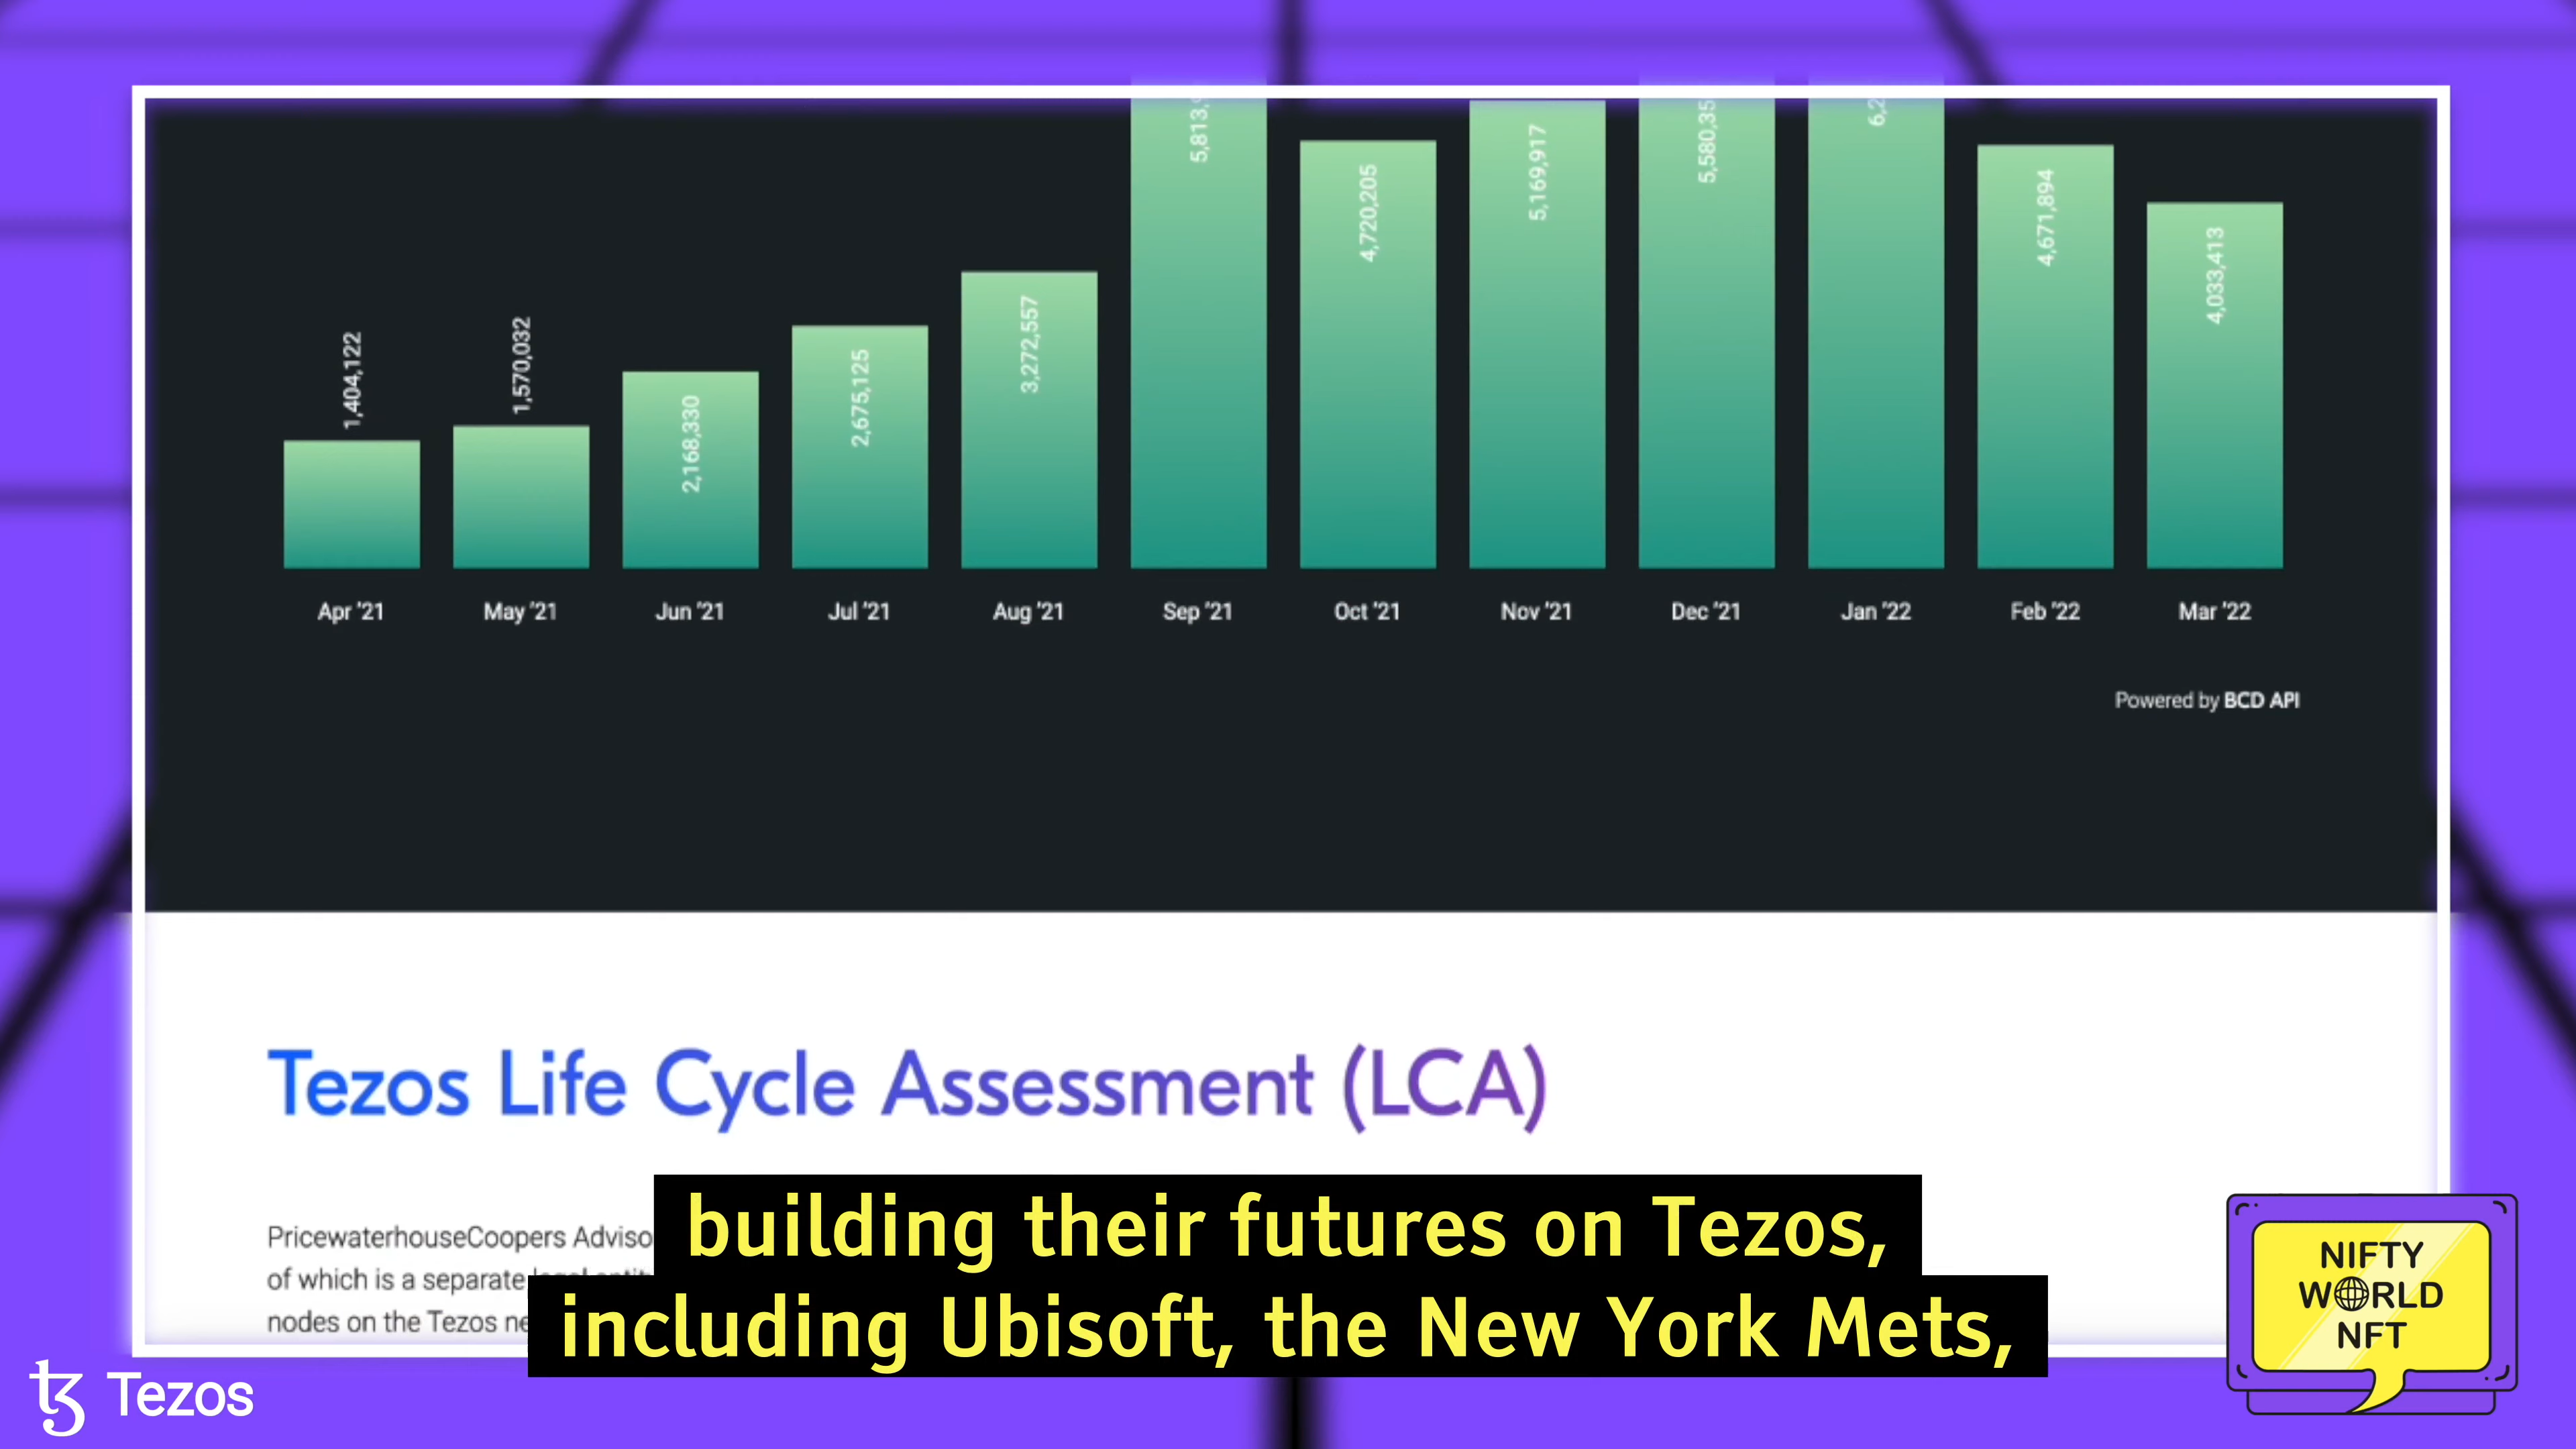 5,813,
5,580,35
6,2
5,169,917
4,720,205
4,671,894
4,033,413
3,272,557
1,404,122
1,570,032
2,675,125
2,168,330
Apr '21 May '21 Jun '21 Jul '21 Aug '21 Sep '21 Oct '21 Nov '21 Dec '21 Jan '22 Feb '22 Mar '22
Powered by BCD API
Tezos Life Cycle Assessment (LCA)
PricewaterhouseCoopers Adviso
of which is a separate
nodes on the Tezos ne
building their futures on Tezos,
including Ubisoft, the New York Mets,
NIFTY
WORLD
NFT
Tezos